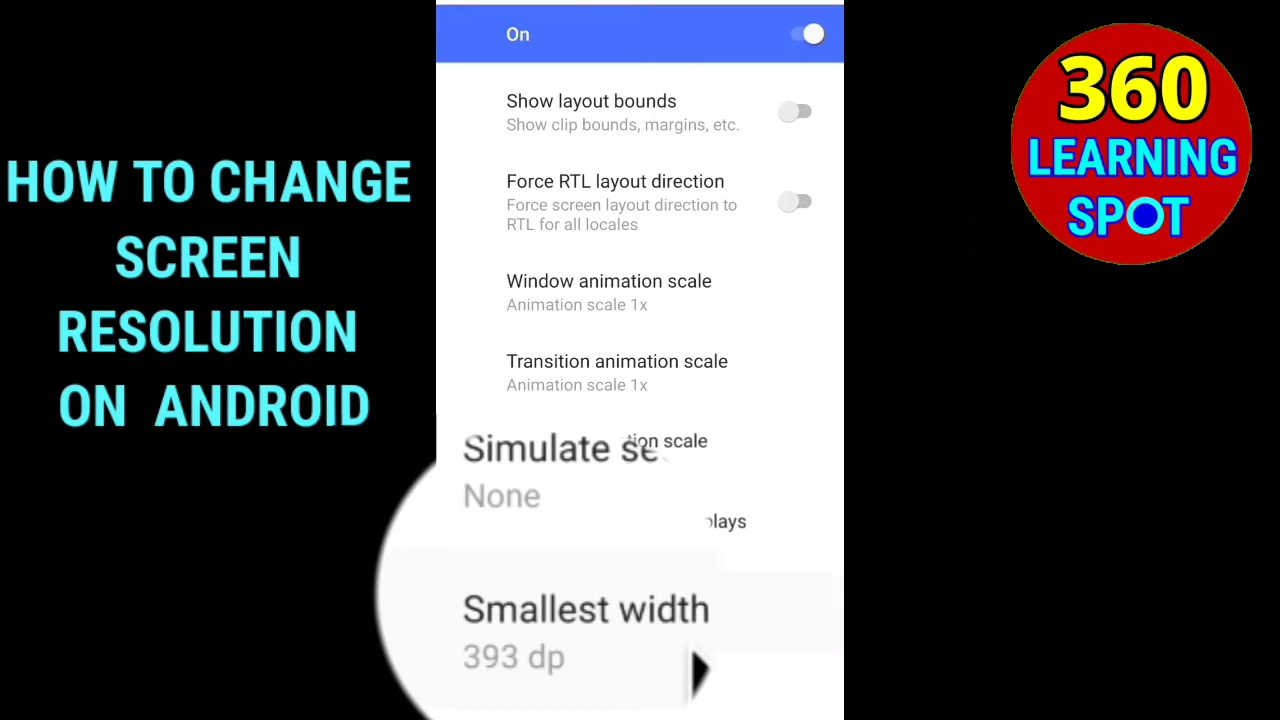 HOW TO CHANGE
SCREEN
RESOLUTION
ON ANDROID
On
Show layout bounds
Show clip bounds, margins, etc.
Force RTL layout direction
Force screen layout direction to
RTL for all locales
Window animation scale
Animation scale 1x
Transition animation scale
Animation scale 1x
scale
Simulate
None
Smallest width
393 dp
360
LEARNING
SPOT